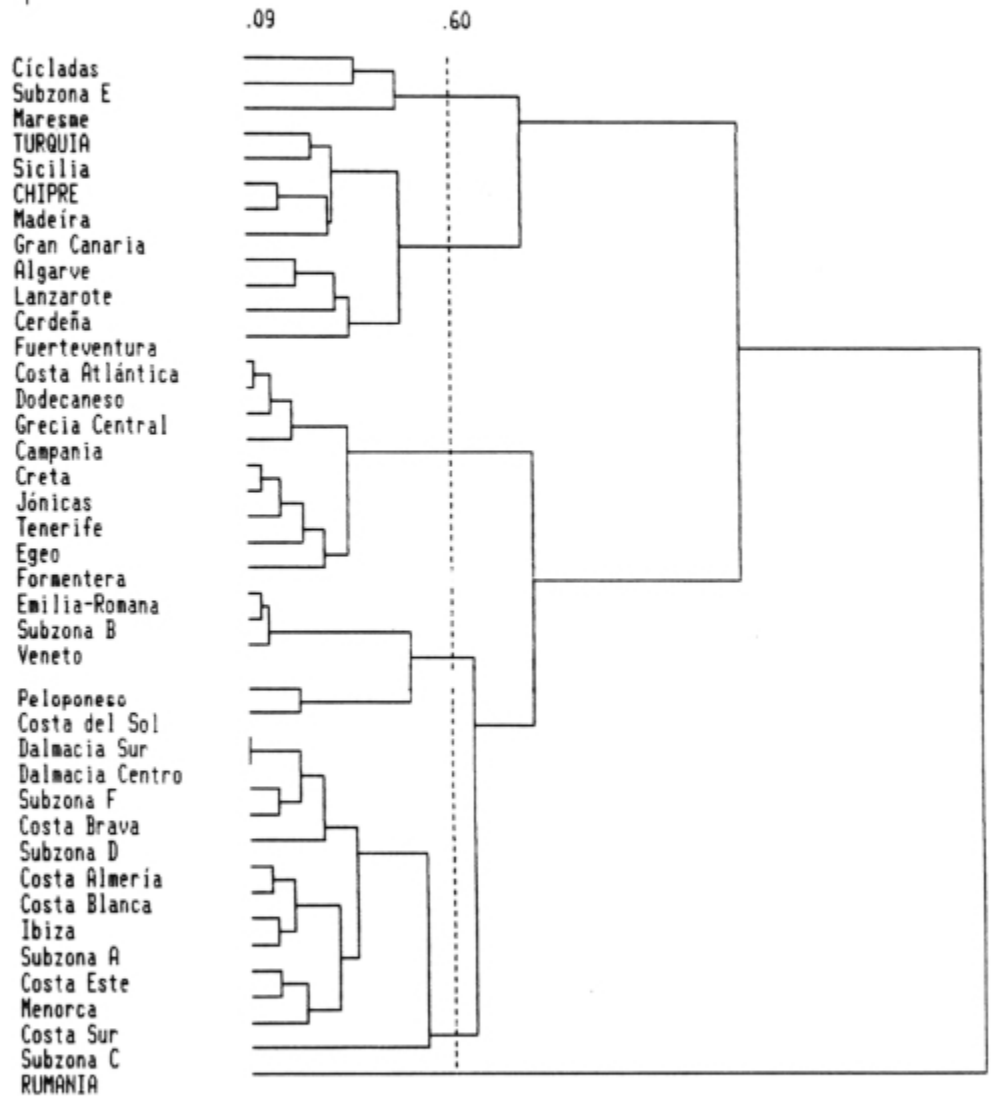 .09 .60
Cícladas
Subzona E
Maresme
TURQUIA
Sicilia
CHIPRE
Madeíra
Gran Canaria
Algarve
Lanzarote
Cerdeña
Fuerteventura
Costa Atlántica
Dodecaneso
Grecia Central
Campania
Creta
Jónicas
Tenerife
Egeo
Formentera
Emilia-Romana
Subzona B
Veneto
Peloponeso
Costa del Sol
Dalmacia Sur
Dalmacia Centro
Subzona F
Costa Brava
Subzona D
Costa Almería
Costa Blanca
Ibiza
Subzona A
Costa Este
Menorca
Costa Sur
Subzona C
RUMANIA